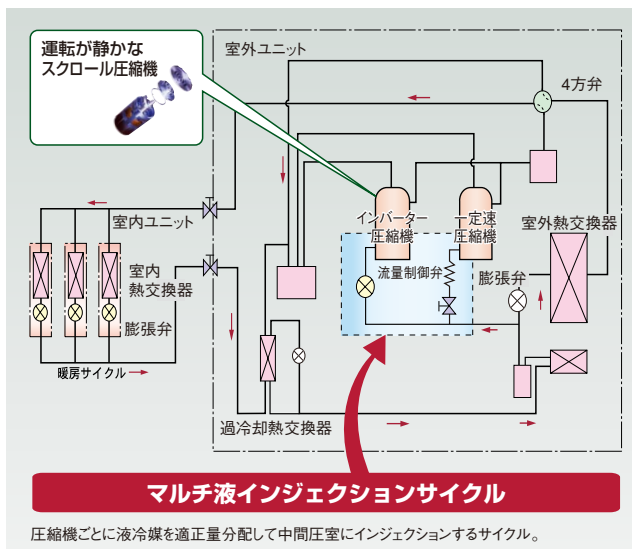 運転が静かな
スクロール圧縮機
室外ユニット
4方弁
インバーター
圧縮機
一定速
圧縮機
室外熱交換器
室内ユニット
室内
熱交換器
流量制御弁
膨張弁
膨張弁
暖房サイクル
過冷却熱交換器
マルチ液インジェクションサイクル
圧縮機ごとに液冷媒を適正量分配して中間圧室にインジェクションするサイクル。